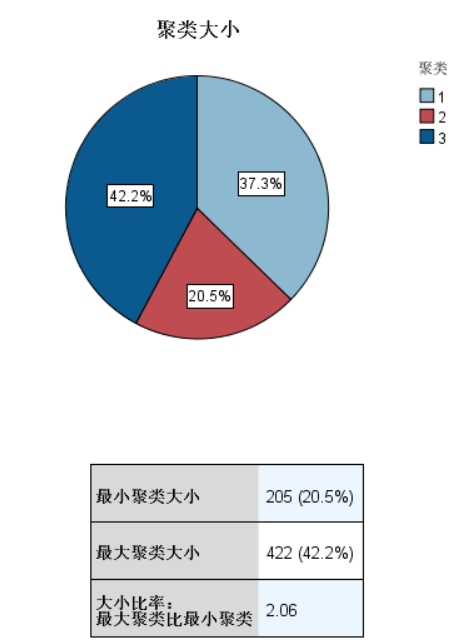 聚类大小
聚类
1
2
3
37.3%
42.2%
20.5%
最小聚类大小 205 (20.5%)
最大聚类大小 422 (42.2%)
大小比率：
最大聚类比最小聚类 2.06